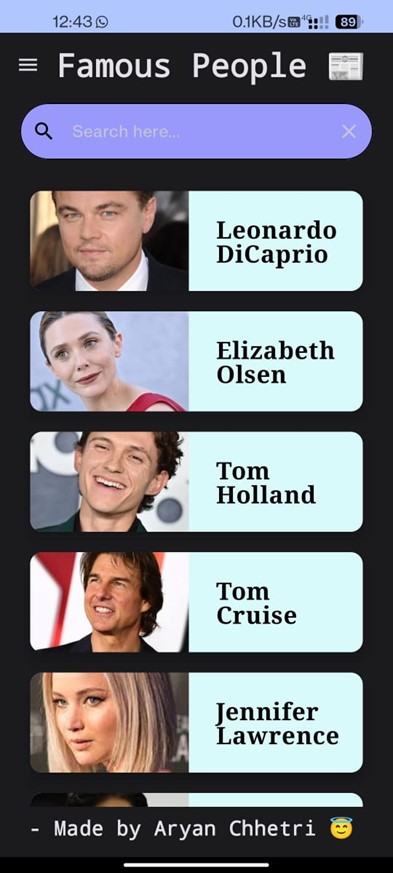 12:43 0.1KB/s 4G 89
Famous People 📰
Search here...
Leonardo
DiCaprio
Elizabeth
Olsen
Tom
Holland
Tom
Cruise
Jennifer
Lawrence
- Made by Aryan Chhetri 😇